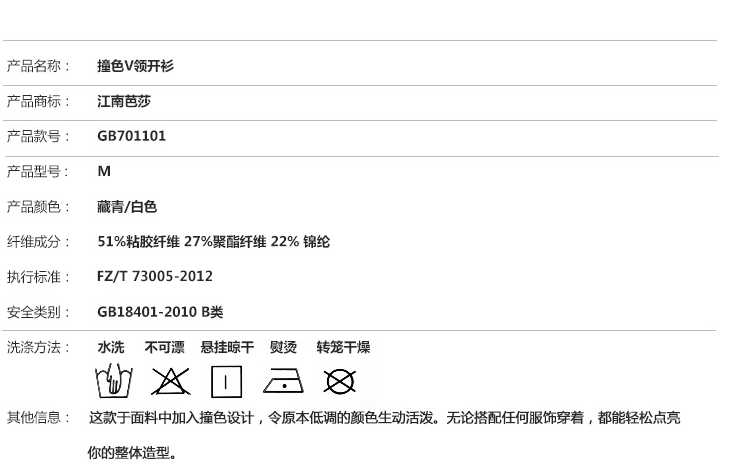 产品名称： 撞色V领开衫
产品商标： 江南芭莎
产品款号： GB701101
产品型号： M
产品颜色： 藏青/白色
纤维成分： 51%粘胶纤维 27%聚酯纤维 22% 锦纶
执行标准： FZ/T 73005-2012
安全类别： GB18401-2010 B类
洗涤方法： 水洗 不可漂 悬挂晾干 熨烫 转笼干燥
其他信息： 这款于面料中加入撞色设计，令原本低调的颜色生动活泼。无论搭配任何服饰穿着，都能轻松点亮
你的整体造型。